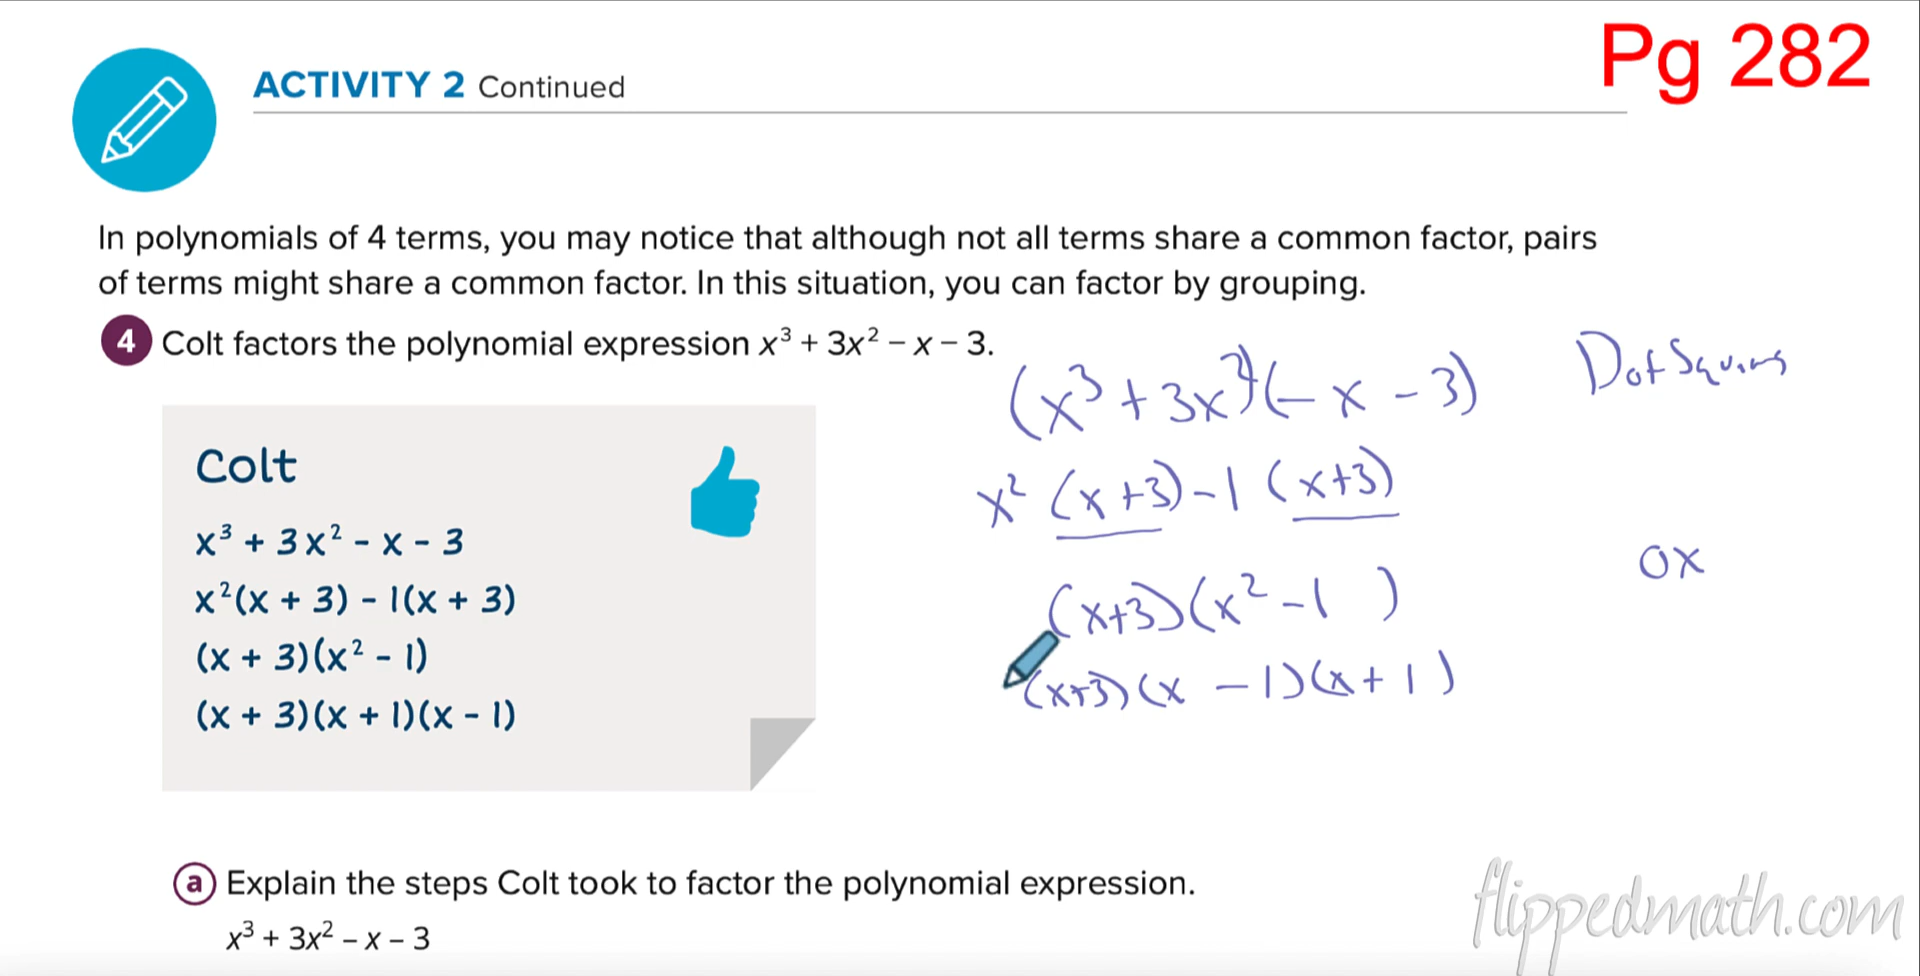 Pg 282
ACTIVITY 2 Continued
In polynomials of 4 terms, you may notice that although not all terms share a common factor, pairs
of terms might share a common factor. In this situation, you can factor by grouping.
4 Colt factors the polynomial expression x³ + 3x² – x – 3.
Colt
x³ + 3x² - x - 3
x²(x + 3) - 1(x + 3)
(x + 3)(x² - 1)
(x + 3)(x + 1)(x - 1)
(x³ + 3x²)(- x - 3)
x² (x + 3) - 1 (x+3)
(x+3)(x² - 1 )
(x+3)(x - 1)(x + 1)
Dof
0x
a Explain the steps Colt took to factor the polynomial expression.
x³ + 3x² – x – 3
flippedmath.com